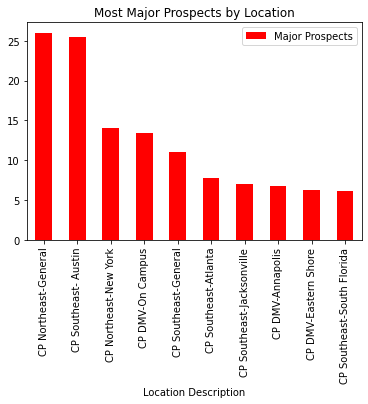 Most Major Prospects by Location
Major Prospects
25
20
15
10
5
0
CP Northeast-General
CP Southeast- Austin
CP Northeast-New York
CP DMV-On Campus
CP Southeast-General
CP Southeast-Atlanta
CP Southeast-Jacksonville
CP DMV-Annapolis
CP DMV-Eastern Shore
CP Southeast-South Florida
Location Description